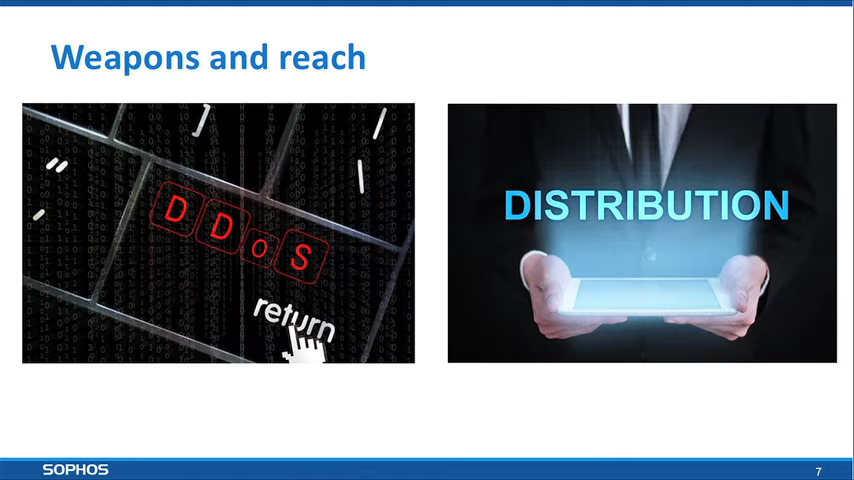 Weapons and reach
DDoS
return
DISTRIBUTION
SOPHOS
7